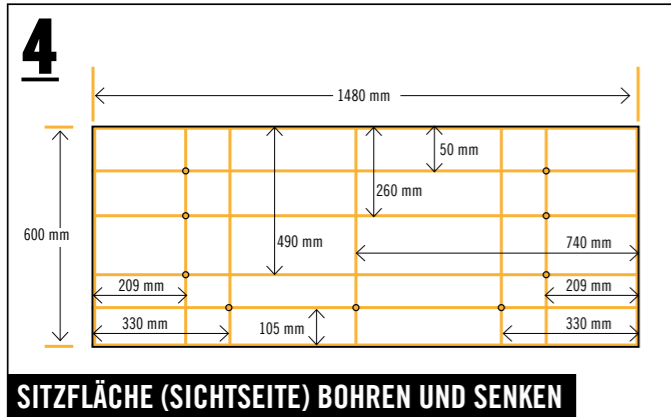 4
1480 mm
50 mm
260 mm
600 mm
490 mm
740 mm
209 mm
209 mm
330 mm
105 mm
330 mm
SITZFLÄCHE (SICHTSEITE) BOHREN UND SENKEN